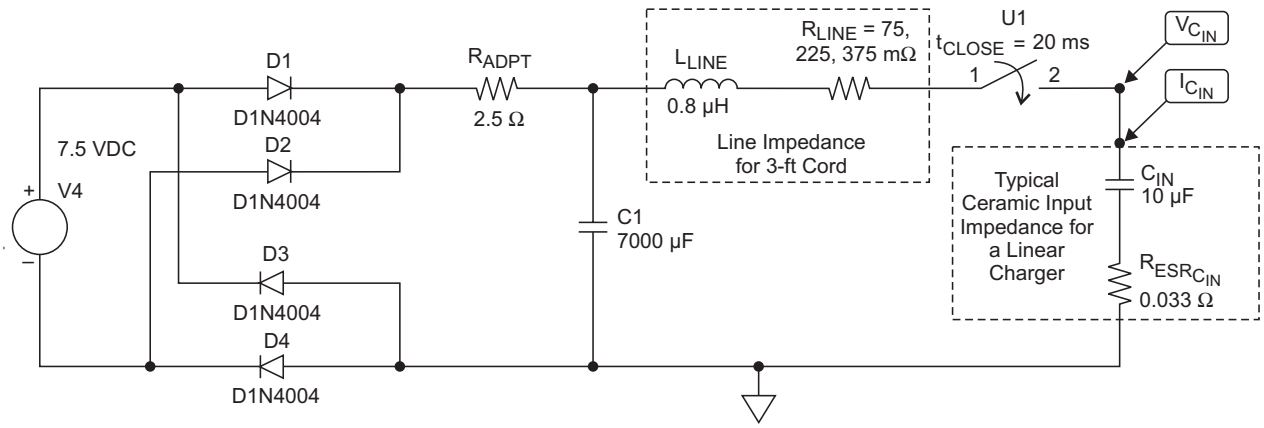 7.5 VDC
+
V4
–
D1
D1N4004
D2
D1N4004
D3
D1N4004
D4
D1N4004
R_ADPT
2.5 Ω
C1
7000 µF
L_LINE
0.8 µH
R_LINE = 75,
225, 375 mΩ
Line Impedance
for 3-ft Cord
U1
t_CLOSE = 20 ms
1
2
V_C_IN
I_C_IN
Typical
Ceramic Input
Impedance for
a Linear
Charger
C_IN
10 µF
R_ESR_C_IN
0.033 Ω